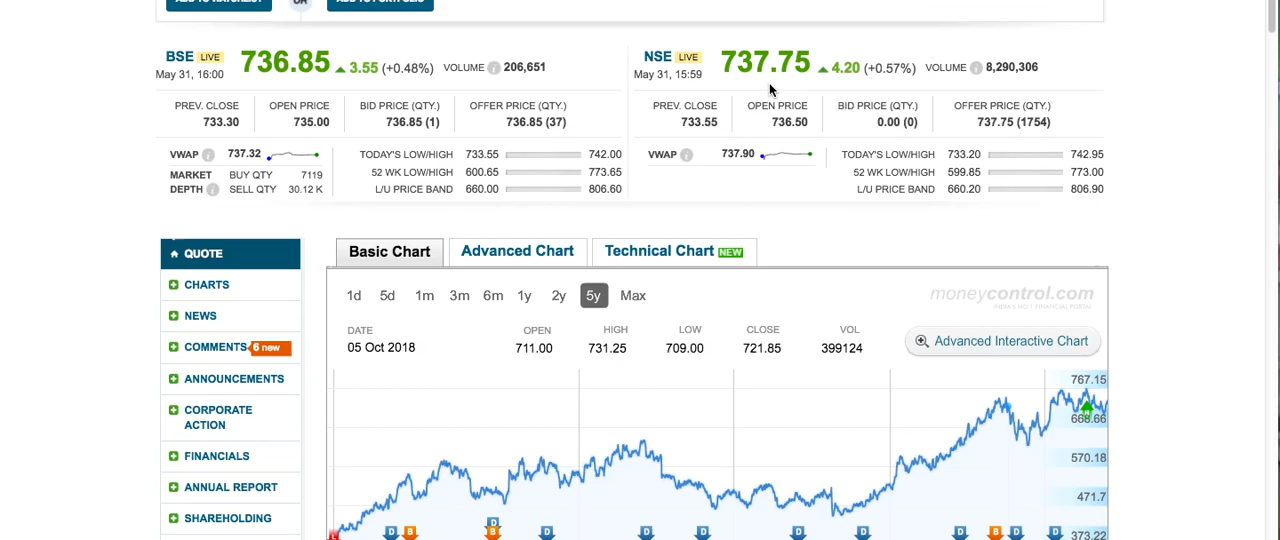 OR
BSE LIVE 736.85 3.55 (+0.48%) VOLUME i 206,651
May 31, 16:00
PREV. CLOSE OPEN PRICE BID PRICE (QTY.) OFFER PRICE (QTY.)
733.30 735.00 736.85 (1) 736.85 (37)
VWAP i 737.32
MARKET DEPTH i
BUY QTY 7119
SELL QTY 30.12 K
TODAY'S LOW/HIGH 733.55 742.00
52 WK LOW/HIGH 600.65 773.65
L/U PRICE BAND 660.00 806.60
NSE LIVE 737.75 4.20 (+0.57%) VOLUME i 8,290,306
May 31, 15:59
PREV. CLOSE OPEN PRICE BID PRICE (QTY.) OFFER PRICE (QTY.)
733.55 736.50 0.00 (0) 737.75 (1754)
VWAP i 737.90
TODAY'S LOW/HIGH 733.20 742.95
52 WK LOW/HIGH 599.85 773.00
L/U PRICE BAND 660.20 806.90
QUOTE
CHARTS
NEWS
COMMENTS 6 new
ANNOUNCEMENTS
CORPORATE
ACTION
FINANCIALS
ANNUAL REPORT
SHAREHOLDING
Basic Chart Advanced Chart Technical Chart NEW
1d 5d 1m 3m 6m 1y 2y 5y Max
moneycontrol.com
INDIA'S NO.1 FINANCIAL PORTAL
DATE OPEN HIGH LOW CLOSE VOL
05 Oct 2018 711.00 731.25 709.00 721.85 399124
Advanced Interactive Chart
767.15
668.66
570.18
471.7
373.22
D B D B D D D D D D B D D